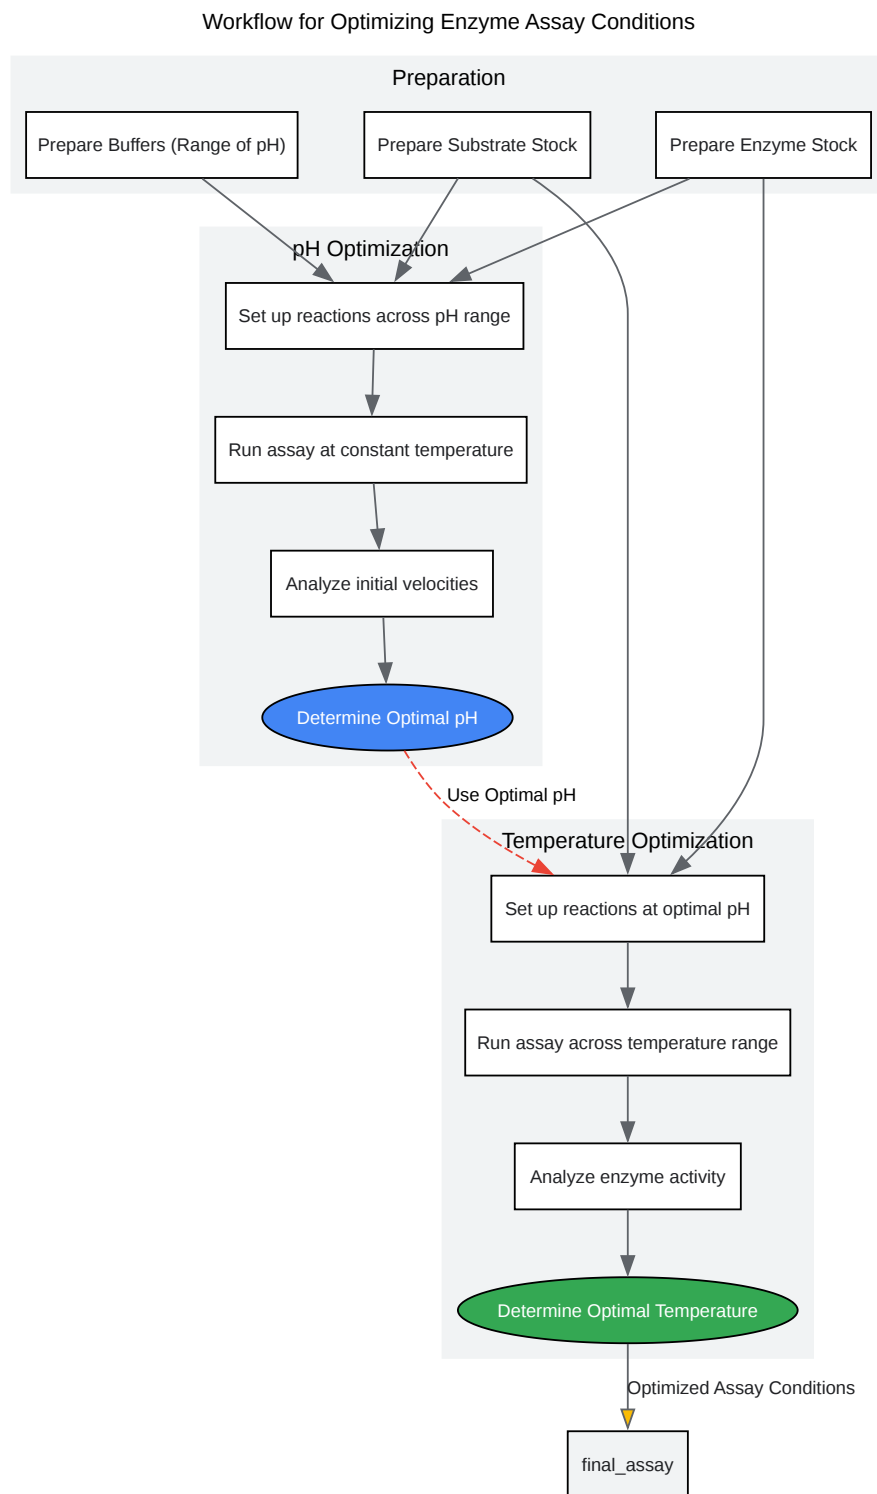 Workflow for Optimizing Enzyme Assay Conditions
Preparation
Prepare Buffers (Range of pH)
Prepare Substrate Stock
Prepare Enzyme Stock
pH Optimization
Set up reactions across pH range
Run assay at constant temperature
Analyze initial velocities
Determine Optimal pH
Use Optimal pH
Temperature Optimization
Set up reactions at optimal pH
Run assay across temperature range
Analyze enzyme activity
Determine Optimal Temperature
Optimized Assay Conditions
final_assay